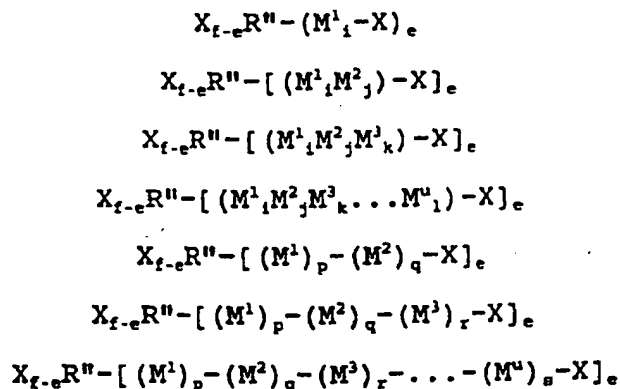 X_{f-e}R"-(M^1_i-X)_e
X_{f-e}R"-[(M^1_iM^2_j)-X]_e
X_{f-e}R"-[(M^1_iM^2_jM^3_k)-X]_e
X_{f-e}R"-[(M^1_iM^2_jM^3_k...M^u_l)-X]_e
X_{f-e}R"-[(M^1)_p-(M^2)_q-X]_e
X_{f-e}R"-[(M^1)_p-(M^2)_q-(M^3)_r-X]_e
X_{f-e}R"-[(M^1)_p-(M^2)_q-(M^3)_r-...-(M^u)_s-X]_e